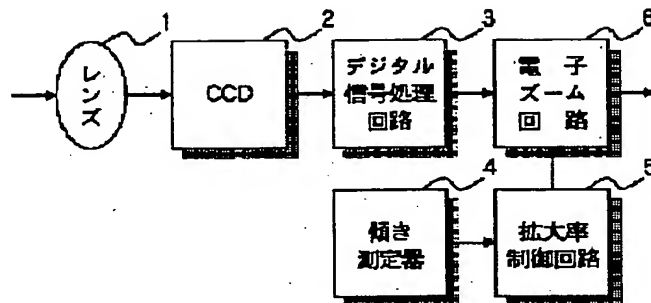 1
レンズ
2
CCD
3
デジタル
信号処理
回路
6
電子
ズーム
回路
4
傾き
測定器
5
拡大率
制御回路